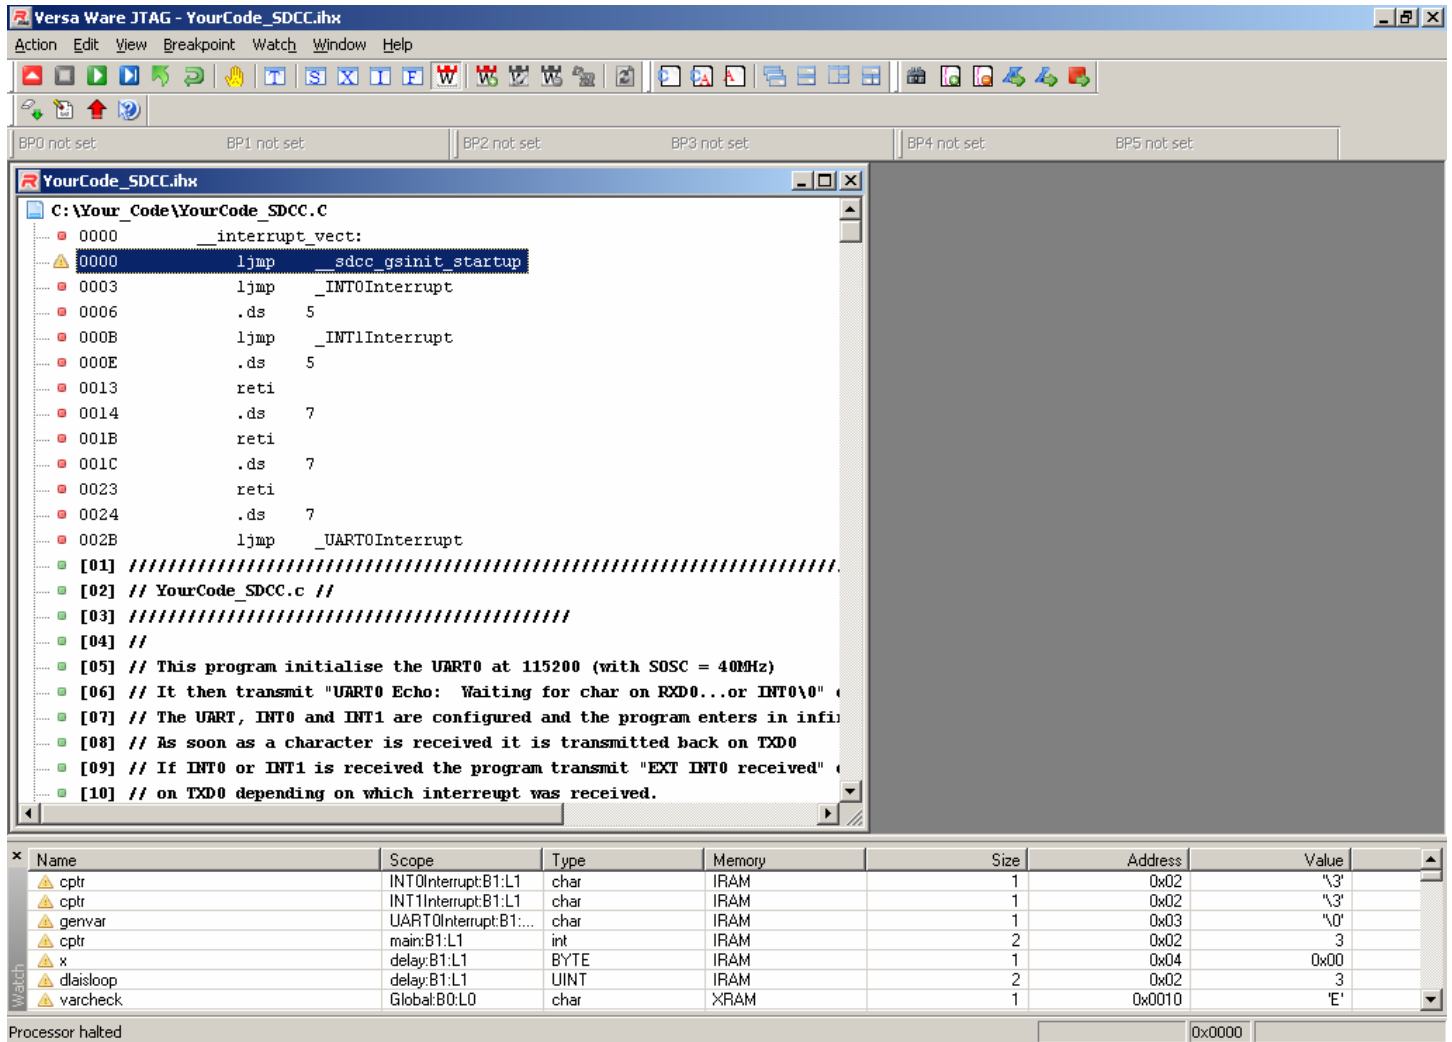 Versa Ware JTAG - YourCode_SDCC.ihx
Action Edit View Breakpoint Watch Window Help
T S X I F W
BP0 not set BP1 not set BP2 not set BP3 not set BP4 not set BP5 not set
YourCode_SDCC.ihx
C:\Your_Code\YourCode_SDCC.C
0000 __interrupt_vect:
0000 ljmp __sdcc_gsinit_startup
0003 ljmp _INT0Interrupt
0006 .ds 5
000B ljmp _INT1Interrupt
000E .ds 5
0013 reti
0014 .ds 7
001B reti
001C .ds 7
0023 reti
0024 .ds 7
002B ljmp _UART0Interrupt
[01] ////////////////////////////////////////////////////////////////////////
[02] // YourCode_SDCC.c //
[03] /////////////////////////////////////////////
[04] //
[05] // This program initialise the UART0 at 115200 (with SOSC = 40MHz)
[06] // It then transmit "UART0 Echo: Waiting for char on RXD0...or INT0\0"
[07] // The UART, INT0 and INT1 are configured and the program enters in infi
[08] // As soon as a character is received it is transmitted back on TXD0
[09] // If INT0 or INT1 is received the program transmit "EXT INT0 received"
[10] // on TXD0 depending on which interreupt was received.
Watch
Name Scope Type Memory Size Address Value
cptr INT0Interrupt:B1:L1 char IRAM 1 0x02 '\3'
cptr INT1Interrupt:B1:L1 char IRAM 1 0x02 '\3'
genvar UART0Interrupt:B1:... char IRAM 1 0x03 '\0'
cptr main:B1:L1 int IRAM 2 0x02 3
x delay:B1:L1 BYTE IRAM 1 0x04 0x00
dlaisloop delay:B1:L1 UINT IRAM 2 0x02 3
varcheck Global:B0:L0 char XRAM 1 0x0010 'E'
Processor halted 0x0000